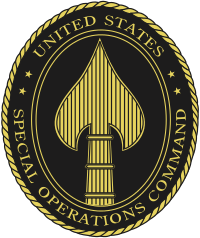 UNITED STATES
SPECIAL OPERATIONS COMMAND